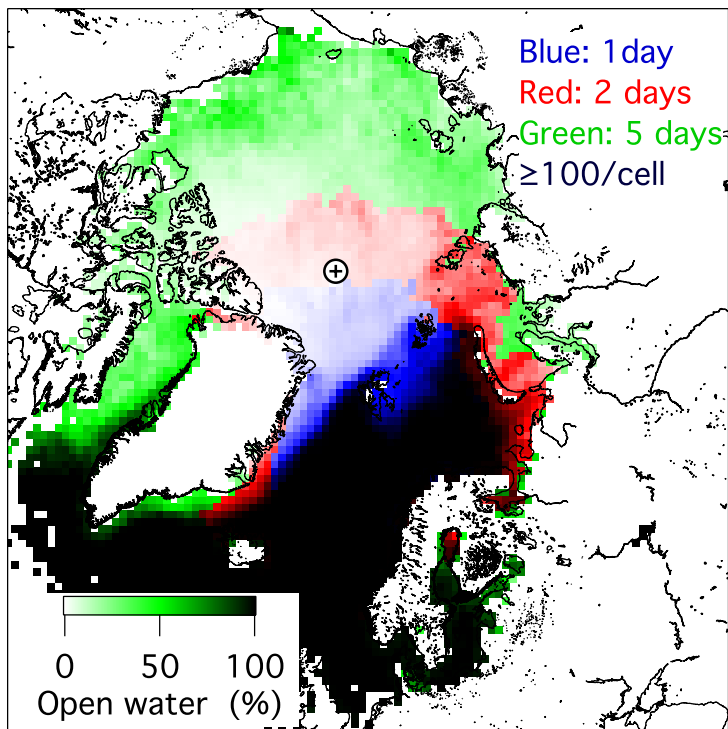 Blue: 1day
Red: 2 days
Green: 5 days
≥100/cell
0 50 100
Open water (%)